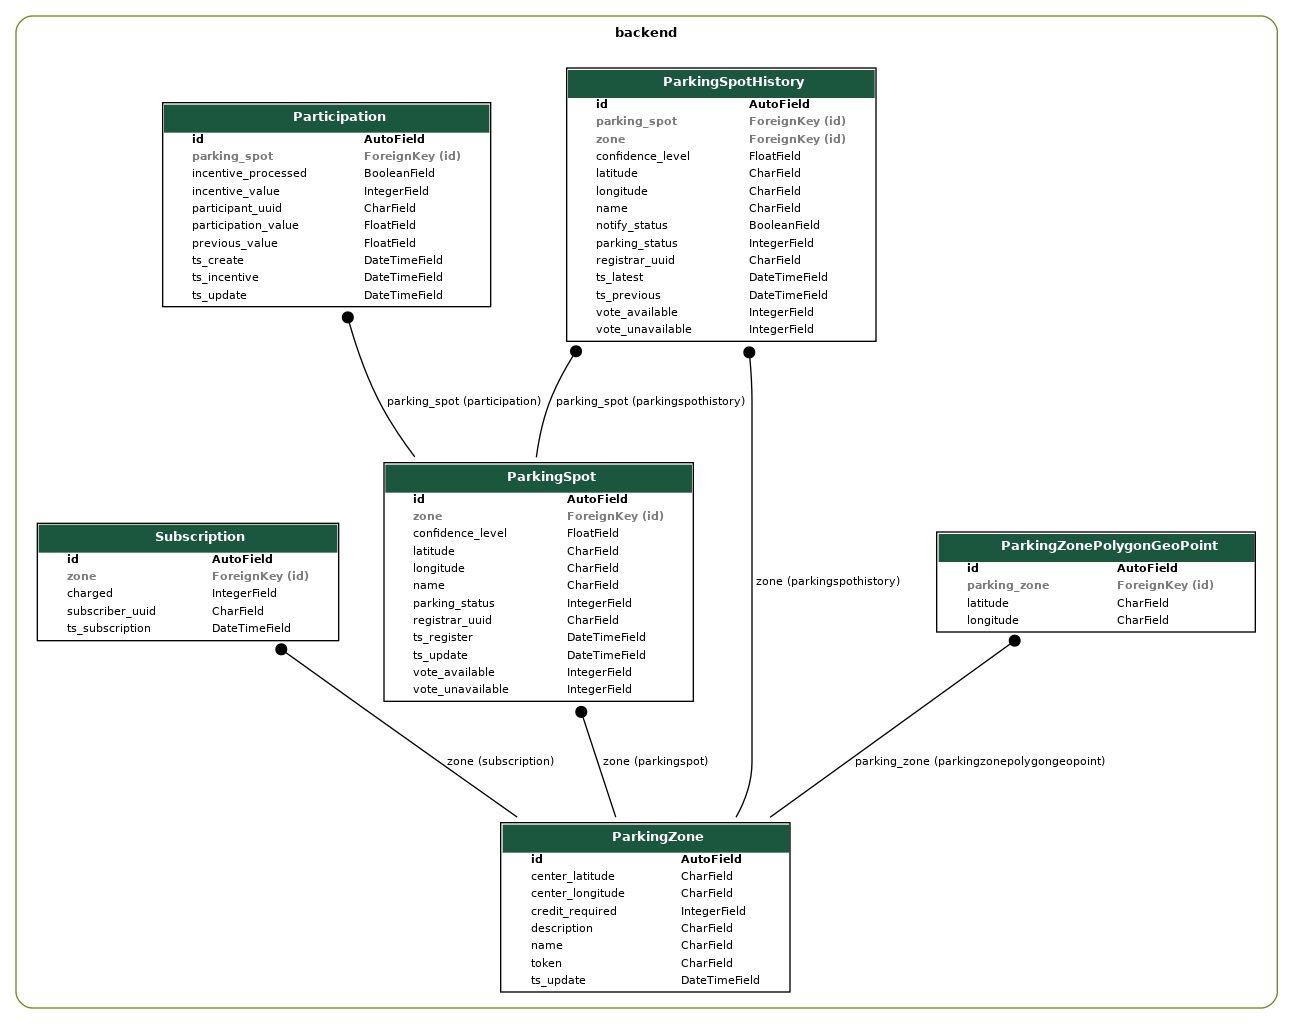 backend
Participation
id AutoField
parking_spot ForeignKey (id)
incentive_processed BooleanField
incentive_value IntegerField
participant_uuid CharField
participation_value FloatField
previous_value FloatField
ts_create DateTimeField
ts_incentive DateTimeField
ts_update DateTimeField
ParkingSpotHistory
id AutoField
parking_spot ForeignKey (id)
zone ForeignKey (id)
confidence_level FloatField
latitude CharField
longitude CharField
name CharField
notify_status BooleanField
parking_status IntegerField
registrar_uuid CharField
ts_latest DateTimeField
ts_previous DateTimeField
vote_available IntegerField
vote_unavailable IntegerField
parking_spot (participation)
parking_spot (parkingspothistory)
Subscription
id AutoField
zone ForeignKey (id)
charged IntegerField
subscriber_uuid CharField
ts_subscription DateTimeField
ParkingSpot
id AutoField
zone ForeignKey (id)
confidence_level FloatField
latitude CharField
longitude CharField
name CharField
parking_status IntegerField
registrar_uuid CharField
ts_register DateTimeField
ts_update DateTimeField
vote_available IntegerField
vote_unavailable IntegerField
zone (parkingspothistory)
ParkingZonePolygonGeoPoint
id AutoField
parking_zone ForeignKey (id)
latitude CharField
longitude CharField
zone (subscription)
zone (parkingspot)
parking_zone (parkingzonepolygongeopoint)
ParkingZone
id AutoField
center_latitude CharField
center_longitude CharField
credit_required IntegerField
description CharField
name CharField
token CharField
ts_update DateTimeField